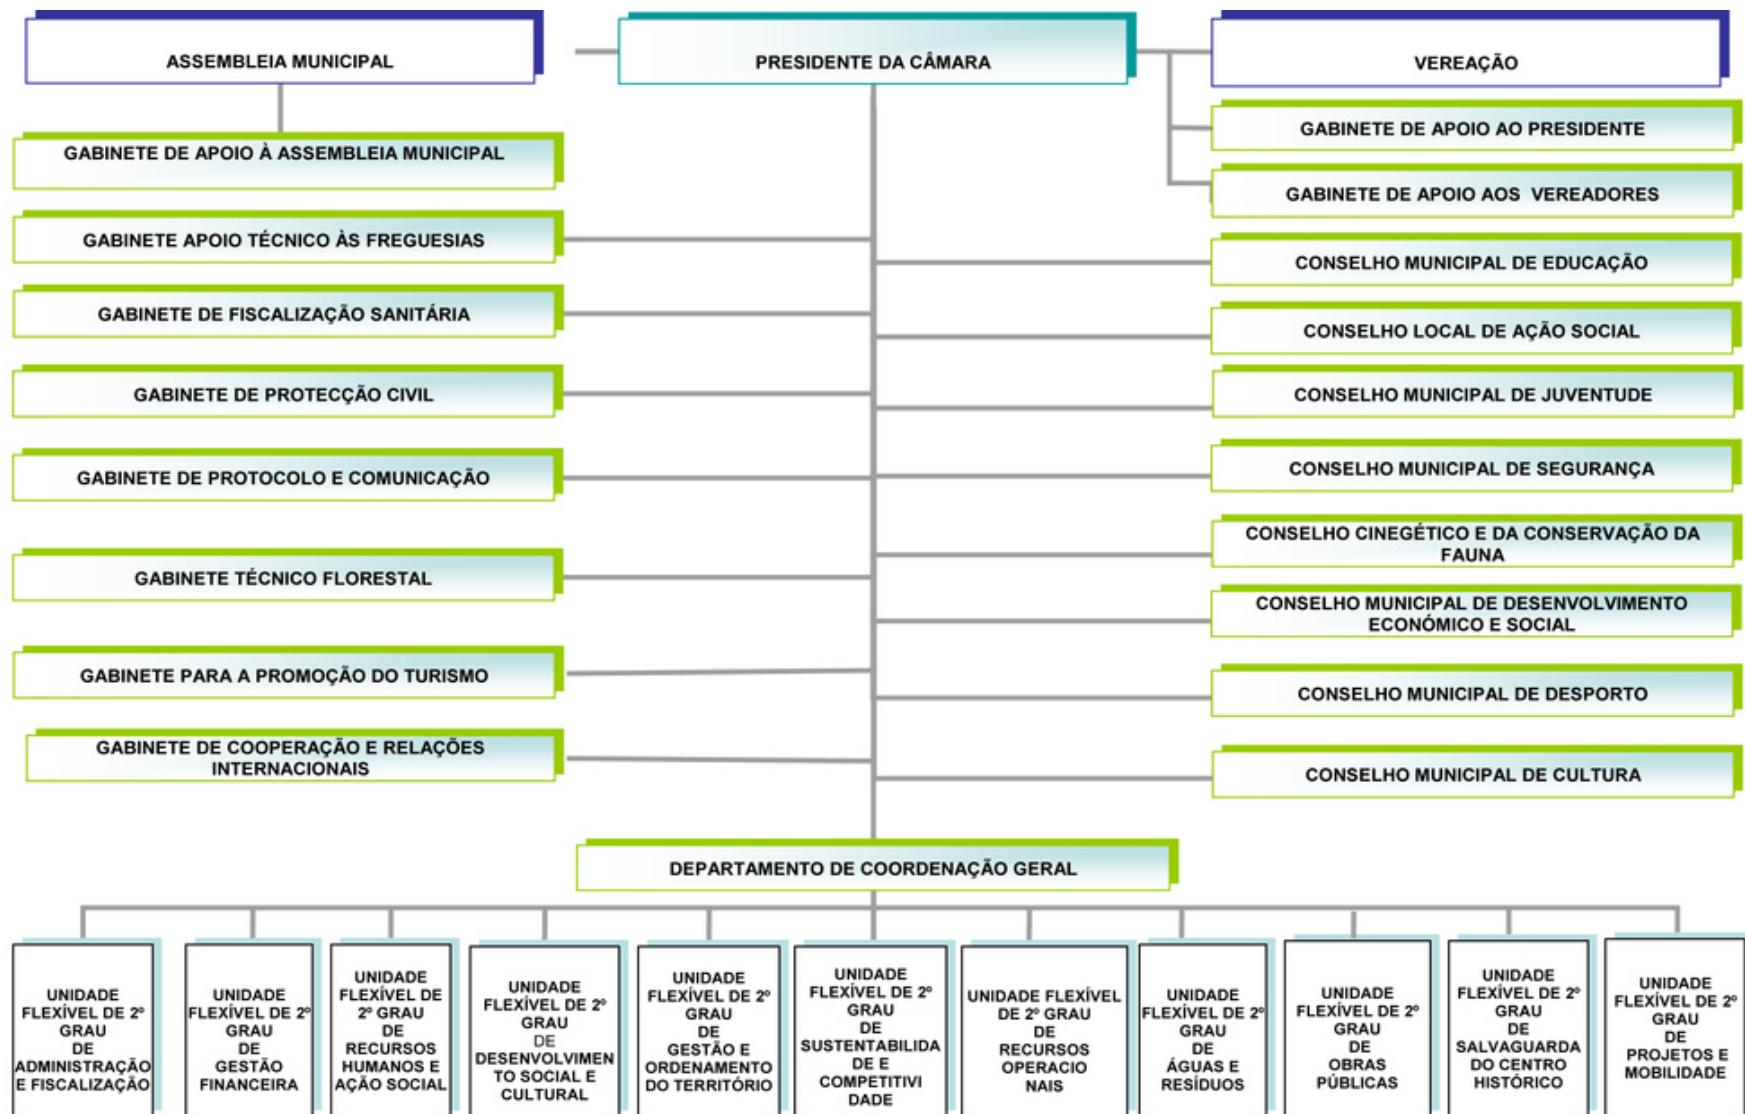 ASSEMBLEIA MUNICIPAL
PRESIDENTE DA CÂMARA
VEREAÇÃO
GABINETE DE APOIO À ASSEMBLEIA MUNICIPAL
GABINETE APOIO TÉCNICO ÀS FREGUESIAS
GABINETE DE FISCALIZAÇÃO SANITÁRIA
GABINETE DE PROTECÇÃO CIVIL
GABINETE DE PROTOCOLO E COMUNICAÇÃO
GABINETE TÉCNICO FLORESTAL
GABINETE PARA A PROMOÇÃO DO TURISMO
GABINETE DE COOPERAÇÃO E RELAÇÕES
INTERNACIONAIS
GABINETE DE APOIO AO PRESIDENTE
GABINETE DE APOIO AOS VEREADORES
CONSELHO MUNICIPAL DE EDUCAÇÃO
CONSELHO LOCAL DE AÇÃO SOCIAL
CONSELHO MUNICIPAL DE JUVENTUDE
CONSELHO MUNICIPAL DE SEGURANÇA
CONSELHO CINEGÉTICO E DA CONSERVAÇÃO DA
FAUNA
CONSELHO MUNICIPAL DE DESENVOLVIMENTO
ECONÓMICO E SOCIAL
CONSELHO MUNICIPAL DE DESPORTO
CONSELHO MUNICIPAL DE CULTURA
DEPARTAMENTO DE COORDENAÇÃO GERAL
UNIDADE
FLEXÍVEL DE 2º
GRAU
DE
ADMINISTRAÇÃO
E FISCALIZAÇÃO
UNIDADE
FLEXÍVEL DE 2º
GRAU
DE
GESTÃO
FINANCEIRA
UNIDADE
FLEXÍVEL DE
2º GRAU
DE
RECURSOS
HUMANOS E
AÇÃO SOCIAL
UNIDADE
FLEXÍVEL DE 2º
GRAU
DE
DESENVOLVIMEN
TO SOCIAL E
CULTURAL
UNIDADE
FLEXÍVEL DE 2º
GRAU
DE
GESTÃO E
ORDENAMENTO
DO TERRITÓRIO
UNIDADE
FLEXÍVEL DE 2º
GRAU
DE
SUSTENTABILIDA
DE E
COMPETITIVI
DADE
UNIDADE FLEXÍVEL
DE 2º GRAU
DE
RECURSOS
OPERACIO
NAIS
UNIDADE
FLEXÍVEL DE 2º
GRAU
DE
ÁGUAS E
RESÍDUOS
UNIDADE
FLEXÍVEL DE 2º
GRAU
DE
OBRAS
PÚBLICAS
UNIDADE
FLEXÍVEL DE 2º
GRAU
DE
SALVAGUARDA
DO CENTRO
HISTÓRICO
UNIDADE
FLEXÍVEL DE 2º
GRAU
DE
PROJETOS E
MOBILIDADE